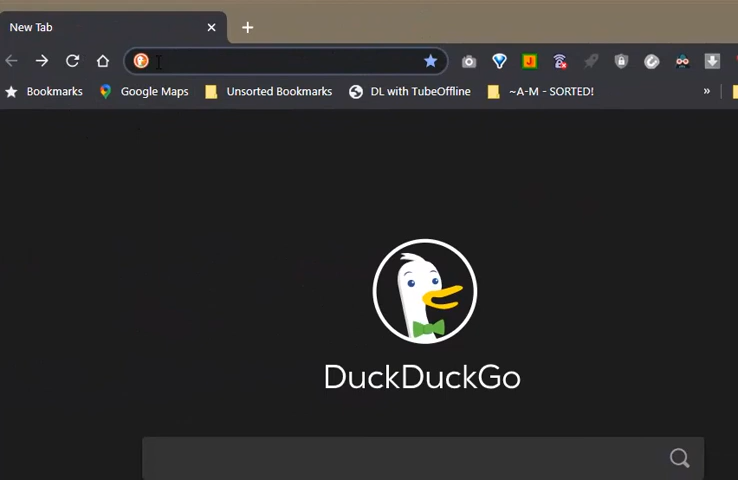 New Tab
Bookmarks Google Maps Unsorted Bookmarks DL with TubeOffline ~A-M - SORTED! »
DuckDuckGo